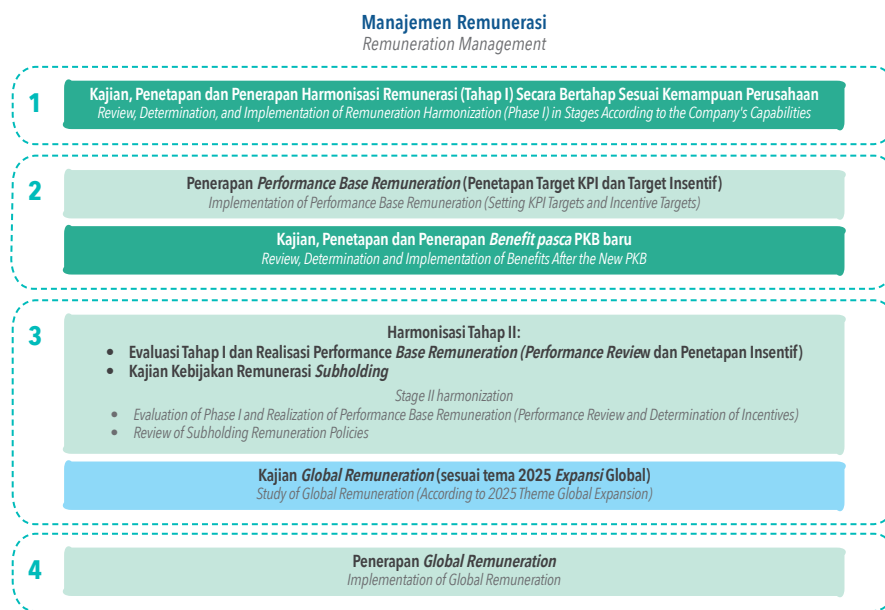 Manajemen Remunerasi
Remuneration Management
1
Kajian, Penetapan dan Penerapan Harmonisasi Remunerasi (Tahap I) Secara Bertahap Sesuai Kemampuan Perusahaan
Review, Determination, and Implementation of Remuneration Harmonization (Phase I) in Stages According to the Company's Capabilities
2
Penerapan Performance Base Remuneration (Penetapan Target KPI dan Target Insentif)
Implementation of Performance Base Remuneration (Setting KPI Targets and Incentive Targets)
Kajian, Penetapan dan Penerapan Benefit pasca PKB baru
Review, Determination and Implementation of Benefits After the New PKB
3
Harmonisasi Tahap II:
• Evaluasi Tahap I dan Realisasi Performance Base Remuneration (Performance Review dan Penetapan Insentif)
• Kajian Kebijakan Remunerasi Subholding
Stage II harmonization
• Evaluation of Phase I and Realization of Performance Base Remuneration (Performance Review and Determination of Incentives)
• Review of Subholding Remuneration Policies
Kajian Global Remuneration (sesuai tema 2025 Expansi Global)
Study of Global Remuneration (According to 2025 Theme Global Expansion)
4
Penerapan Global Remuneration
Implementation of Global Remuneration